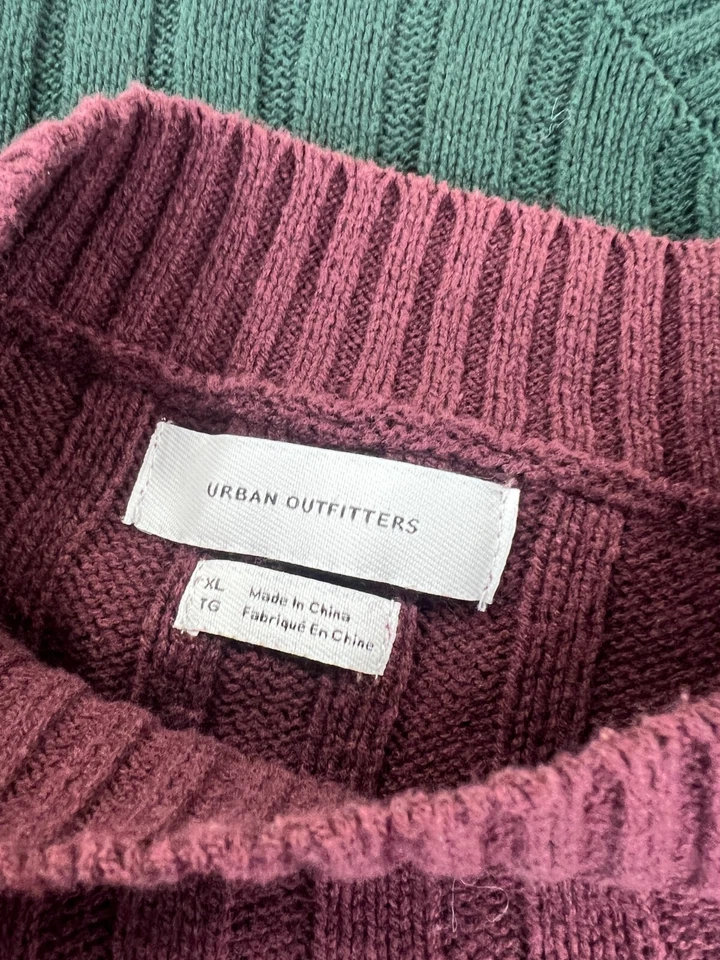 URBAN OUTFITTERS
XL
TG
Made In China
Fabriqué En Chine